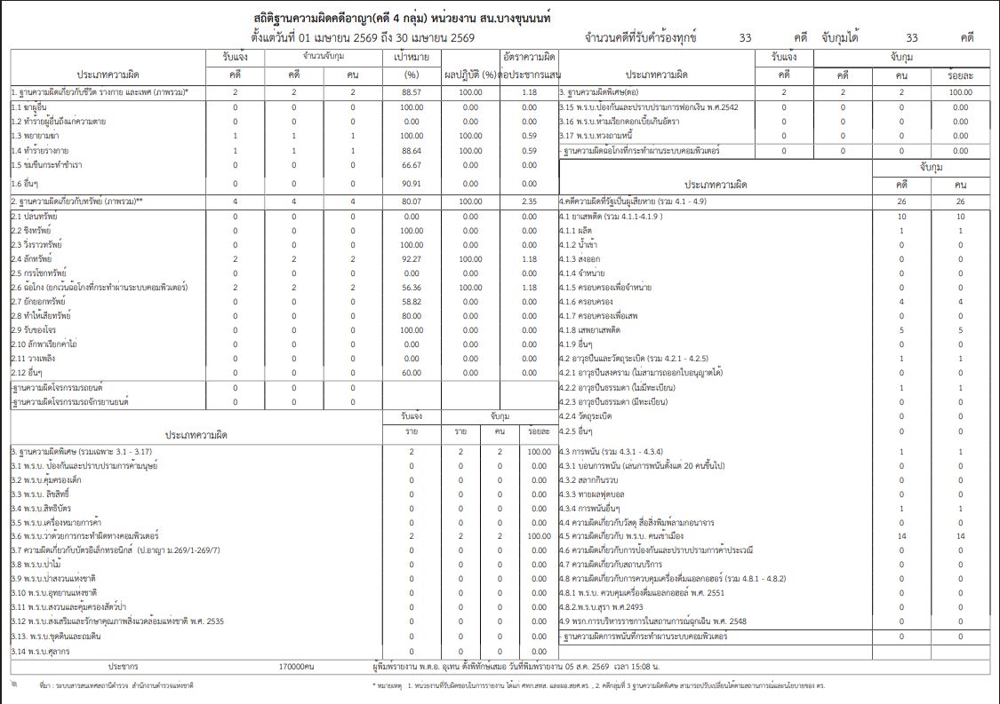 สถิติฐานความผิดคดีอาญา(คดี 4 กลุ่ม) หน่วยงาน สน.บางขุนนนท์
ตั้งแต่วันที่ 01 เมษายน 2569 ถึง 30 เมษายน 2569 จำนวนคดีที่รับคำร้องทุกข์ 33 คดี จับกุมได้ 33 คดี
ประเภทความผิด รับแจ้ง จำนวนจับกุม เป้าหมาย ผลปฏิบัติ (%) อัตราความผิด
คดี คดี คน (%) ต่อประชากรแสน
1. ฐานความผิดเกี่ยวกับชีวิต ร่างกาย และเพศ (ภาพรวม)* 2 2 2 88.57 100.00 1.18
1.1 ฆ่าผู้อื่น 0 0 0 100.00 0.00 0.00
1.2 ทำร้ายผู้อื่นถึงแก่ความตาย 0 0 0 0.00 0.00 0.00
1.3 พยายามฆ่า 1 1 1 100.00 100.00 0.59
1.4 ทำร้ายร่างกาย 1 1 1 88.64 100.00 0.59
1.5 ข่มขืนกระทำชำเรา 0 0 0 66.67 0.00 0.00
1.6 อื่นๆ 0 0 0 90.91 0.00 0.00
2. ฐานความผิดเกี่ยวกับทรัพย์ (ภาพรวม)** 4 4 4 80.07 100.00 2.35
2.1 ปล้นทรัพย์ 0 0 0 0.00 0.00 0.00
2.2 ชิงทรัพย์ 0 0 0 100.00 0.00 0.00
2.3 วิ่งราวทรัพย์ 0 0 0 100.00 0.00 0.00
2.4 ลักทรัพย์ 2 2 2 92.27 100.00 1.18
2.5 กรรโชกทรัพย์ 0 0 0 0.00 0.00 0.00
2.6 ฉ้อโกง (ยกเว้นฉ้อโกงที่กระทำผ่านระบบคอมพิวเตอร์) 2 2 2 56.36 100.00 1.18
2.7 ยักยอกทรัพย์ 0 0 0 58.82 0.00 0.00
2.8 ทำให้เสียทรัพย์ 0 0 0 80.00 0.00 0.00
2.9 รับของโจร 0 0 0 100.00 0.00 0.00
2.10 ลักพาเรียกค่าไถ่ 0 0 0 0.00 0.00 0.00
2.11 วางเพลิง 0 0 0 0.00 0.00 0.00
2.12 อื่นๆ 0 0 0 60.00 0.00 0.00
-ฐานความผิดโจรกรรมรถยนต์ 0 0 0
-ฐานความผิดโจรกรรมรถจักรยานยนต์ 0 0 0
ประเภทความผิด รับแจ้ง จับกุม
ราย ราย คน ร้อยละ
3. ฐานความผิดพิเศษ (รวมเฉพาะ 3.1 - 3.17) 2 2 2 100.00
3.1 พ.ร.บ. ป้องกันและปราบปรามการค้ามนุษย์ 0 0 0 0.00
3.2 พ.ร.บ.คุ้มครองเด็ก 0 0 0 0.00
3.3 พ.ร.บ. ลิขสิทธิ์ 0 0 0 0.00
3.4 พ.ร.บ.สิทธิบัตร 0 0 0 0.00
3.5 พ.ร.บ.เครื่องหมายการค้า 0 0 0 0.00
3.6 พ.ร.บ.ว่าด้วยการกระทำผิดทางคอมพิวเตอร์ 2 2 2 100.00
3.7 ความผิดเกี่ยวกับบัตรอิเล็กทรอนิกส์ (ป.อาญา ม.269/1-269/7) 0 0 0 0.00
3.8 พ.ร.บ.ป่าไม้ 0 0 0 0.00
3.9 พ.ร.บ.ป่าสงวนแห่งชาติ 0 0 0 0.00
3.10 พ.ร.บ.อุทยานแห่งชาติ 0 0 0 0.00
3.11 พ.ร.บ.สงวนและคุ้มครองสัตว์ป่า 0 0 0 0.00
3.12 พ.ร.บ.ส่งเสริมและรักษาคุณภาพสิ่งแวดล้อมแห่งชาติ พ.ศ. 2535 0 0 0 0.00
3.13. พ.ร.บ.ขุดดินและถมดิน 0 0 0 0.00
3.14 พ.ร.บ.ศุลากร 0 0 0 0.00
ประเภทความผิด รับแจ้ง จับกุม
คดี คดี คน ร้อยละ
3. ฐานความผิดพิเศษ(ต่อ) 2 2 2 100.00
3.15 พ.ร.บ.ป้องกันและปราบปรามการฟอกเงิน พ.ศ.2542 0 0 0 0.00
3.16 พ.ร.บ.ห้ามเรียกดอกเบี้ยเกินอัตรา 0 0 0 0.00
3.17 พ.ร.บ.ทวงถามหนี้ 0 0 0 0.00
- ฐานความผิดฉ้อโกงที่กระทำผ่านระบบคอมพิวเตอร์ 0 0 0 0.00
ประเภทความผิด จับกุม
คดี คน
4.คดีความผิดที่รัฐเป็นผู้เสียหาย (รวม 4.1 - 4.9) 26 26
4.1 ยาเสพติด (รวม 4.1.1-4.1.9 ) 10 10
4.1.1 ผลิต 1 1
4.1.2 นำเข้า 0 0
4.1.3 ส่งออก 0 0
4.1.4 จำหน่าย 0 0
4.1.5 ครอบครองเพื่อจำหน่าย 0 0
4.1.6 ครอบครอง 4 4
4.1.7 ครอบครองเพื่อเสพ 0 0
4.1.8 เสพยาเสพติด 5 5
4.1.9 อื่นๆ 0 0
4.2 อาวุธปืนและวัตถุระเบิด (รวม 4.2.1 - 4.2.5) 1 1
4.2.1 อาวุธปืนสงคราม (ไม่สามารถออกใบอนุญาตได้) 0 0
4.2.2 อาวุธปืนธรรมดา (ไม่มีทะเบียน) 1 1
4.2.3 อาวุธปืนธรรมดา (มีทะเบียน) 0 0
4.2.4 วัตถุระเบิด 0 0
4.2.5 อื่นๆ 0 0
4.3 การพนัน (รวม 4.3.1 - 4.3.4) 1 1
4.3.1 บ่อนการพนัน (เล่นการพนันตั้งแต่ 20 คนขึ้นไป) 0 0
4.3.2 สลากกินรวบ 0 0
4.3.3 ทายผลฟุตบอล 0 0
4.3.4 การพนันอื่นๆ 1 1
4.4 ความผิดเกี่ยวกับวัสดุ สื่อสิ่งพิมพ์ลามกอนาจาร 0 0
4.5 ความผิดเกี่ยวกับ พ.ร.บ. คนเข้าเมือง 14 14
4.6 ความผิดเกี่ยวกับการป้องกันและปราบปรามการค้าประเวณี 0 0
4.7 ความผิดเกี่ยวกับสถานบริการ 0 0
4.8 ความผิดเกี่ยวกับการควบคุมเครื่องดื่มแอลกอฮอร์ (รวม 4.8.1 - 4.8.2) 0 0
4.8.1 พ.ร.บ. ควบคุมเครื่องดื่มแอลกอฮอล์ พ.ศ. 2551 0 0
4.8.2.พ.ร.บ.สุรา พ.ศ.2493 0 0
4.9 พรก.การบริหารราชการในสถานการณ์ฉุกเฉิน พ.ศ. 2548 0 0
- ฐานความผิดการพนันที่กระทำผ่านระบบคอมพิวเตอร์ 0 0
ประชากร 170000คน ผู้พิมพ์รายงาน พ.ต.อ. อุเทน ตั้งพิทักษ์เสมอ วันที่พิมพ์รายงาน 05 ส.ค. 2569 เวลา 15:08 น.
ที่มา : ระบบสารสนเทศสถานีตำรวจ สำนักงานตำรวจแห่งชาติ * หมายเหตุ 1. หน่วยงานที่รับผิดชอบในการรายงาน ได้แก่ ศทก.สทส. และผอ.สยศ.ตร. , 2. คดีกลุ่มที่ 3 ฐานความผิดพิเศษ สามารถปรับเปลี่ยนได้ตามสถานการณ์และนโยบายของ ตร.